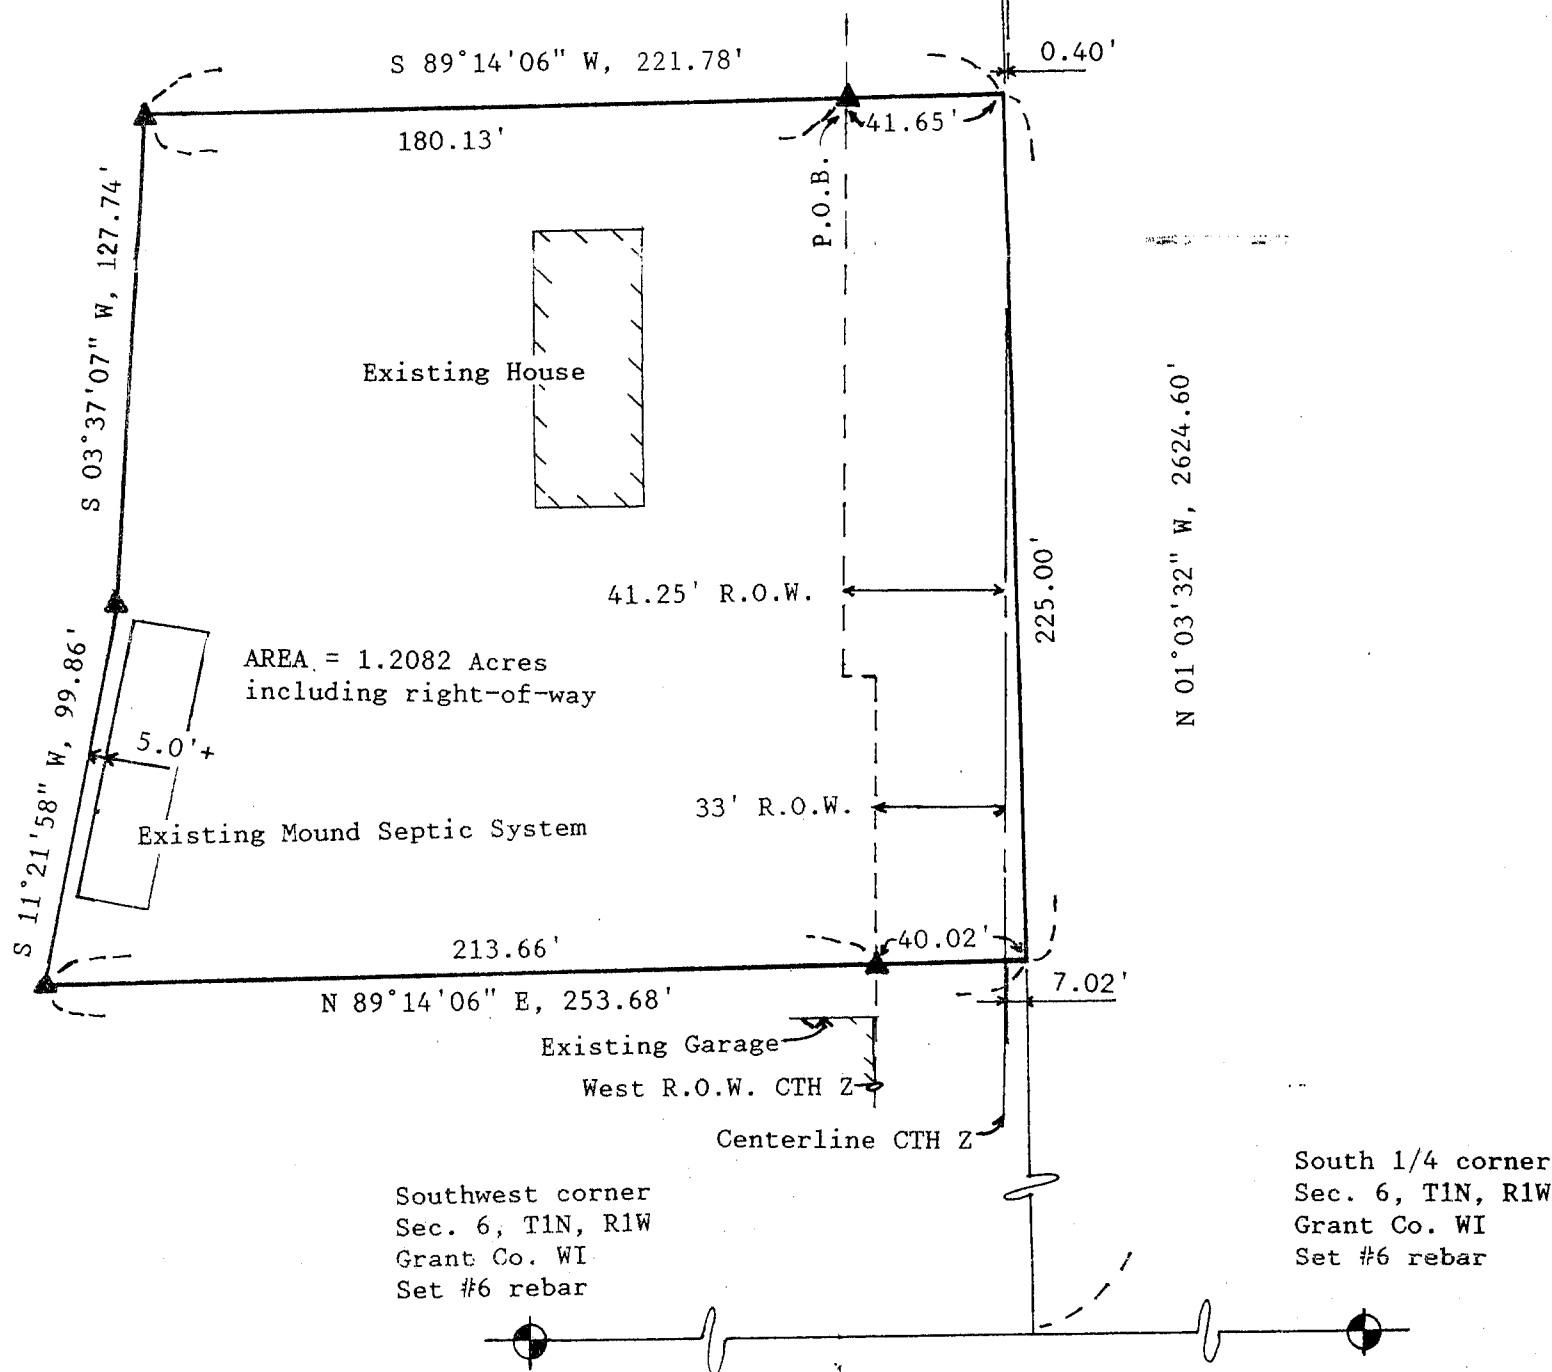 0.40'
S 89°14'06" W, 221.78'
41.65'
180.13'
P.O.B.
S 03°37'07" W, 127.74'
Existing House
N 01°03'32" W, 2624.60'
225.00'
41.25' R.O.W.
AREA = 1.2082 Acres
including right-of-way
S 11°21'58" W, 99.86'
5.0'+
33' R.O.W.
Existing Mound Septic System
213.66'
40.02'
7.02'
N 89°14'06" E, 253.68'
Existing Garage
West R.O.W. CTH Z
Centerline CTH Z
Southwest corner
Sec. 6, T1N, R1W
Grant Co. WI
Set #6 rebar
South 1/4 corner
Sec. 6, T1N, R1W
Grant Co. WI
Set #6 rebar